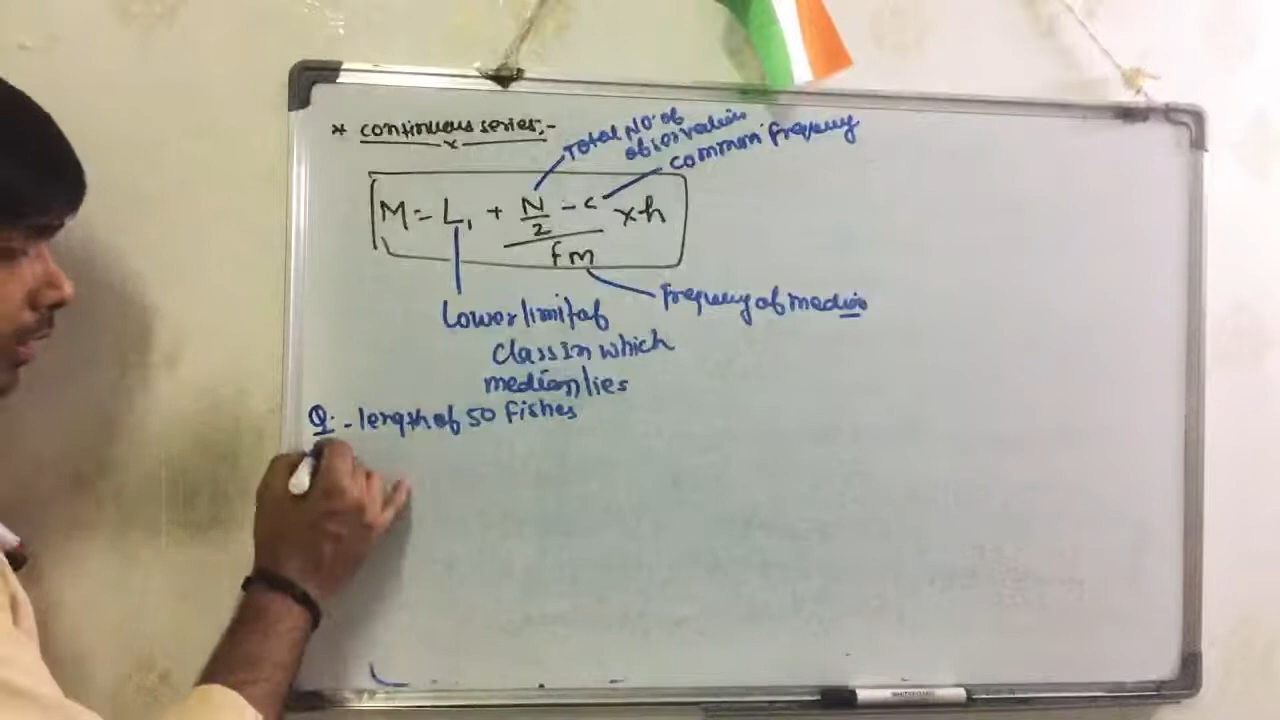 * continuous series:-
Total No. of
observation
common frequency
M = L₁ + N/2 - c / fm × h
Lower limit of
class in which
median lies
frequency of median
Q. - length of 50 fishes
WHITEBOARD